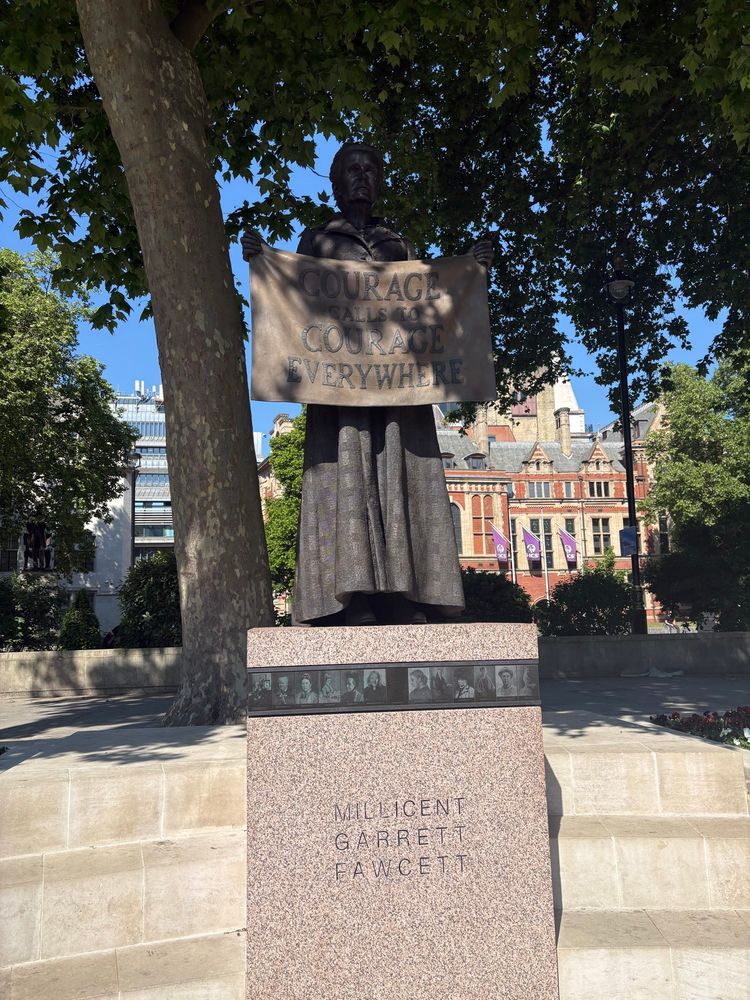 COURAGE
CALLS TO
COURAGE
EVERYWHERE
MILLICENT
GARRETT
FAWCETT